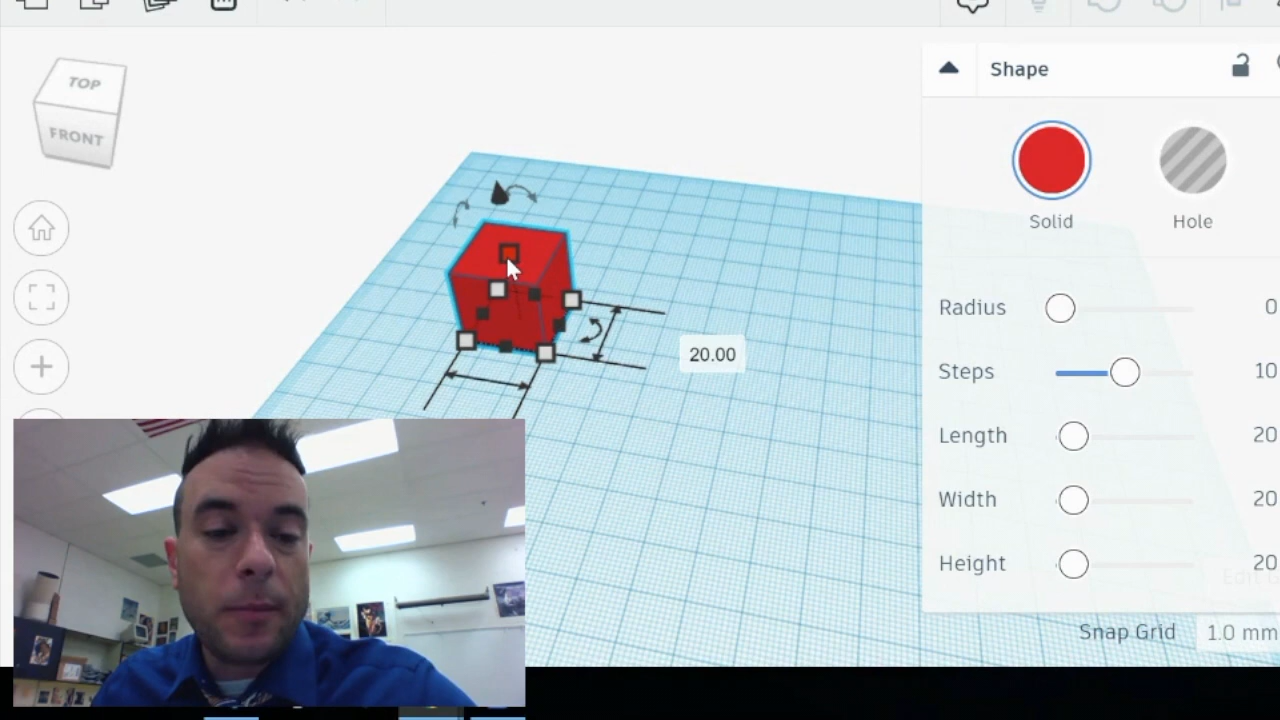 TOP
FRONT
Shape
Solid
Hole
Radius 0
Steps 10
Length 20
Width 20
Height 20
20.00
Snap Grid 1.0 mm